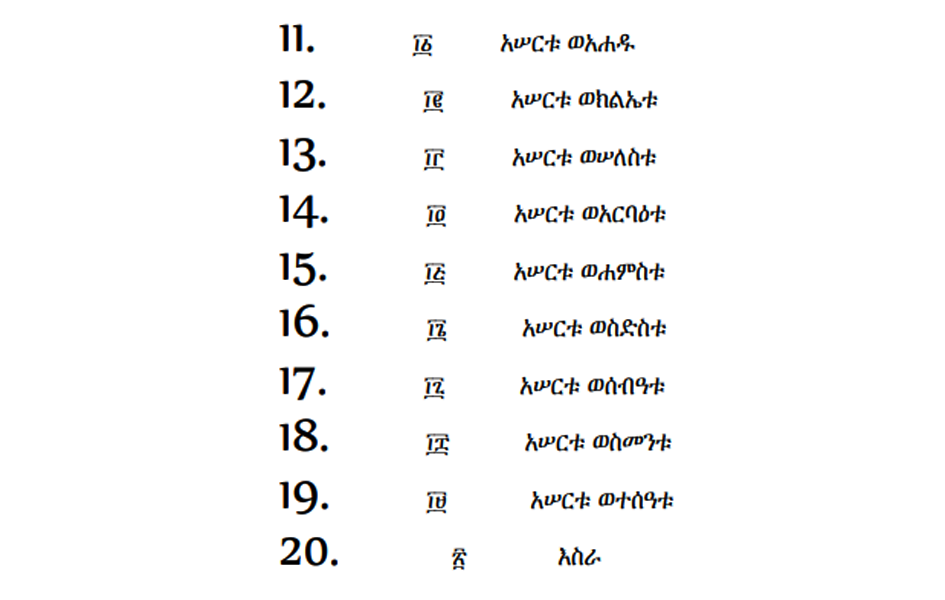 11. ፲፩ አሠርቱ ወአሐዱ
12. ፲፪ አሠርቱ ወክልኤቱ
13. ፲፫ አሠርቱ ወሠለስቱ
14. ፲፬ አሠርቱ ወአርባዕቱ
15. ፲፭ አሠርቱ ወሐምስቱ
16. ፲፮ አሠርቱ ወስድስቱ
17. ፲፯ አሠርቱ ወሰብዓቱ
18. ፲፰ አሠርቱ ወስመንቱ
19. ፲፱ አሠርቱ ወተሰዓቱ
20. ፳ እስራ